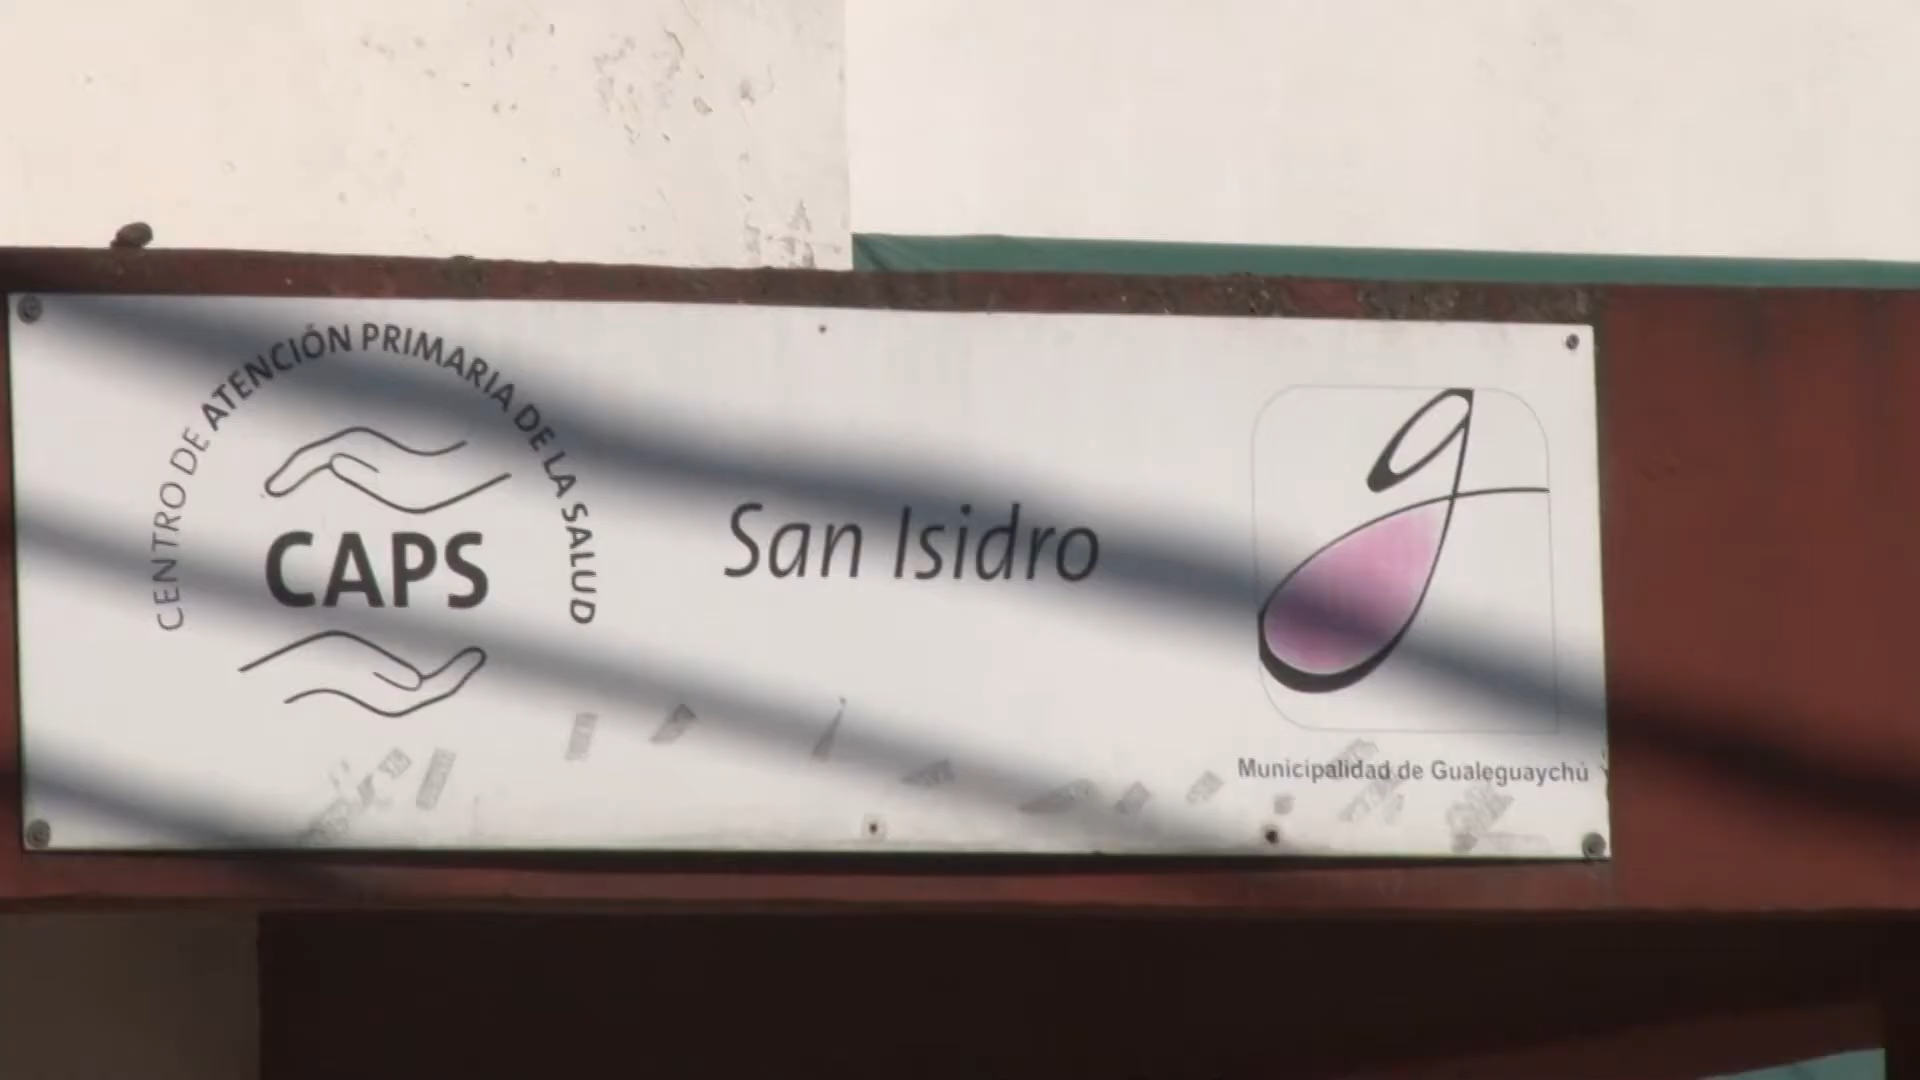 CENTRO DE ATENCIÓN PRIMARIA DE LA SALUD
CAPS
San Isidro
g
Municipalidad de Gualeguaychú